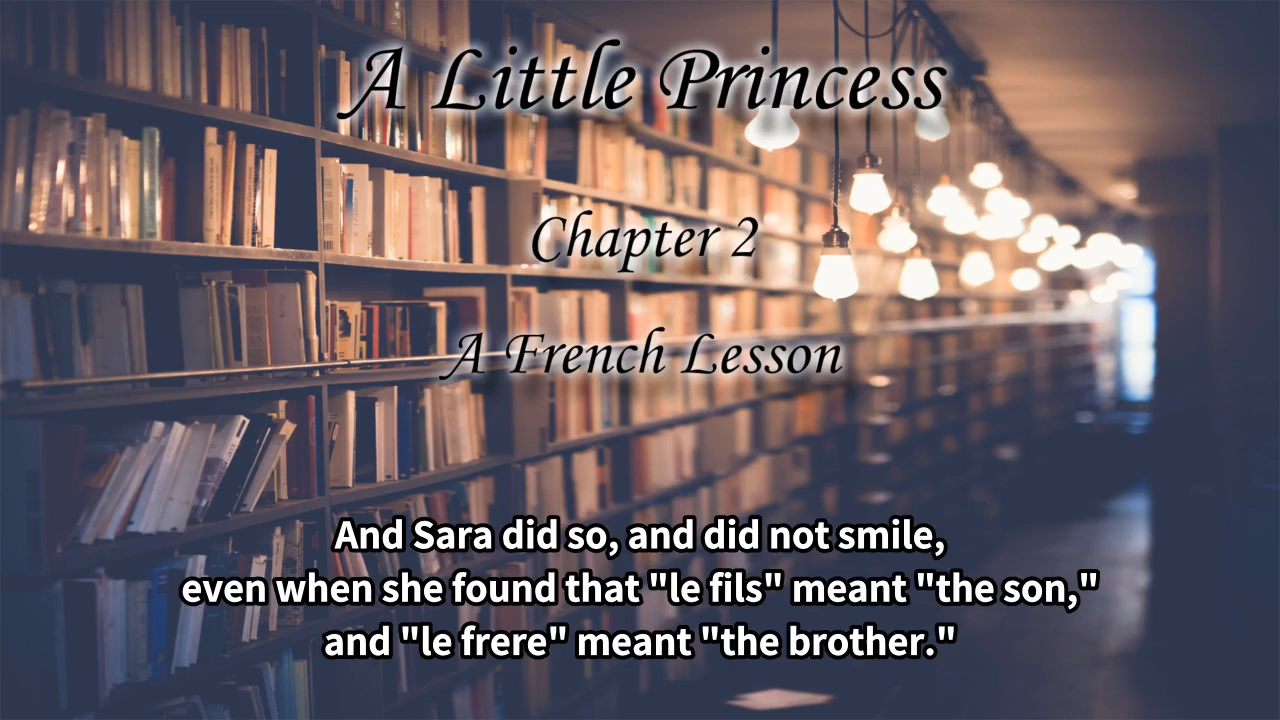 A Little Princess
Chapter 2
A French Lesson
And Sara did so, and did not smile,
even when she found that "le fils" meant "the son,"
and "le frere" meant "the brother."